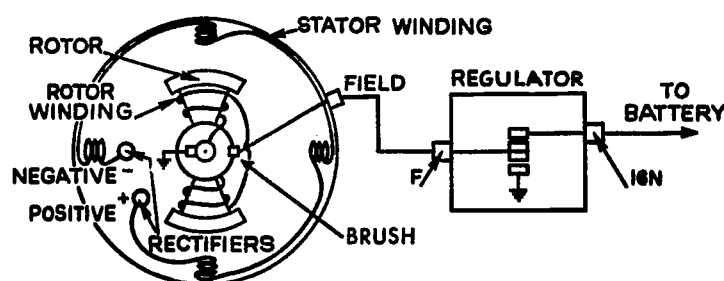 STATOR WINDING
ROTOR
ROTOR
WINDING
FIELD
REGULATOR
TO
BATTERY
NEGATIVE -
POSITIVE +
RECTIFIERS
BRUSH
F
IGN